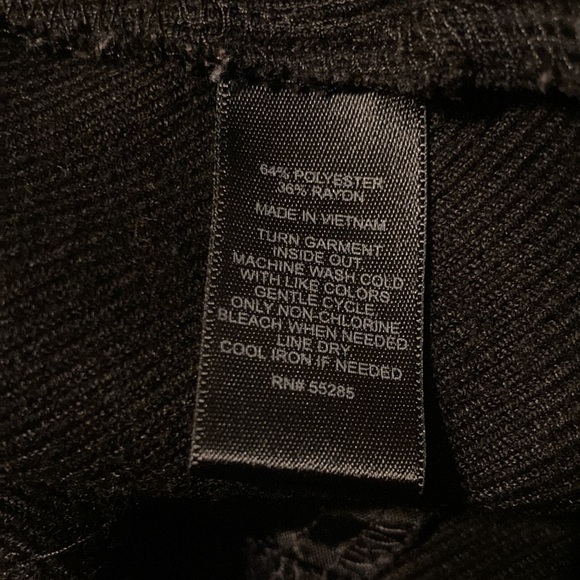 64% POLYESTER
36% RAYON
MADE IN VIETNAM
TURN GARMENT
INSIDE OUT
MACHINE WASH COLD
WITH LIKE COLORS
GENTLE CYCLE
ONLY NON-CHLORINE
BLEACH WHEN NEEDED
LINE DRY
COOL IRON IF NEEDED
RN# 55285